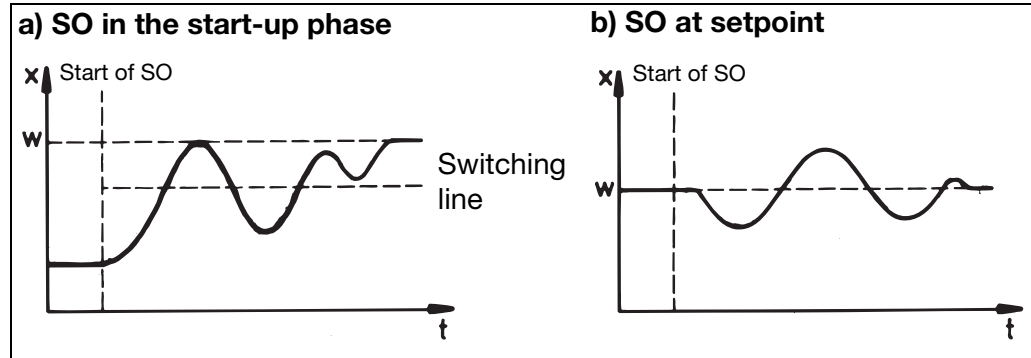 a) SO in the start-up phase
x
Start of SO
w
Switching
line
t
b) SO at setpoint
x
Start of SO
w
t